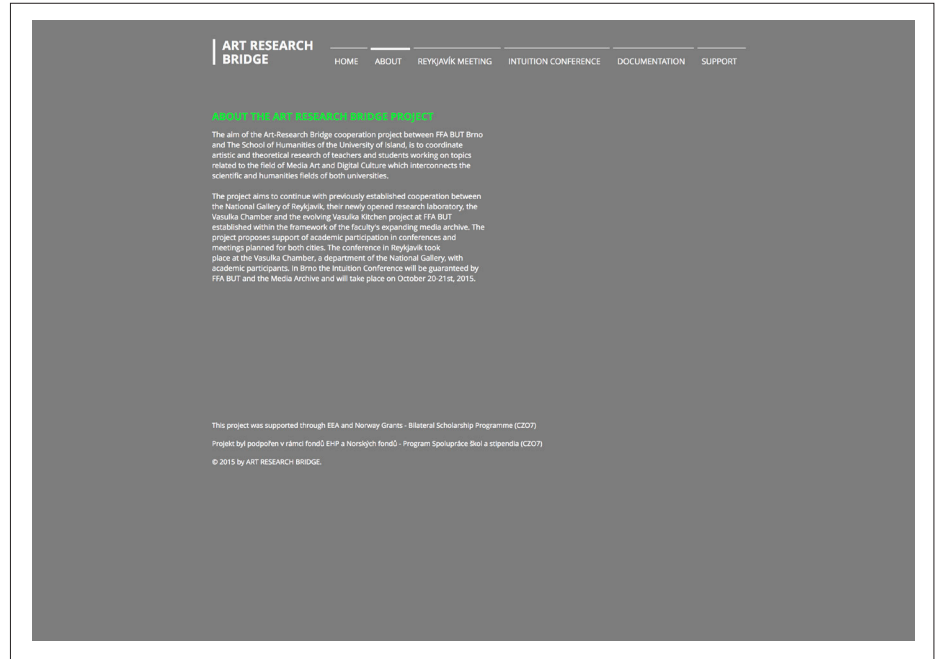 ART RESEARCH
BRIDGE
HOME ABOUT REYKJAVÍK MEETING INTUITION CONFERENCE DOCUMENTATION SUPPORT
ABOUT THE ART RESEARCH BRIDGE PROJECT
The aim of the Art-Research Bridge cooperation project between FFA BUT Brno
and The School of Humanities of the University of Island, is to coordinate
artistic and theoretical research of teachers and students working on topics
related to the field of Media Art and Digital Culture which interconnects the
scientific and humanities fields of both universities.
The project aims to continue with previously established cooperation between
the National Gallery of Reykjavik, their newly opened research laboratory, the
Vasulka Chamber and the evolving Vasulka Kitchen project at FFA BUT
established within the framework of the faculty's expanding media archive. The
project proposes support of academic participation in conferences and
meetings planned for both cities. The conference in Reykjavik took
place at the Vasulka Chamber, a department of the National Gallery, with
academic participants. In Brno the Intuition Conference will be guaranteed by
FFA BUT and the Media Archive and will take place on October 20-21st, 2015.
This project was supported through EEA and Norway Grants - Bilateral Scholarship Programme (CZO7)
Projekt byl podpořen v rámci fondů EHP a Norských fondů - Program Spolupráce škol a stipendia (CZO7)
© 2015 by ART RESEARCH BRIDGE.